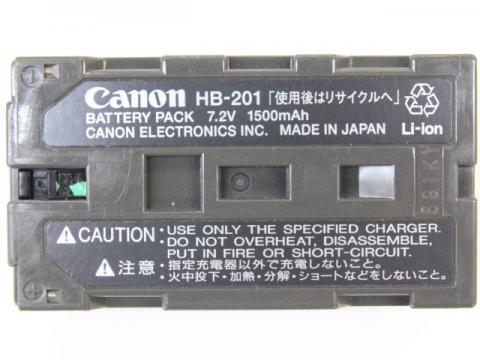 Canon HB-201 「使用後はリサイクルへ」
BATTERY PACK 7.2V 1500mAh
CANON ELECTRONICS INC. MADE IN JAPAN
Li-ion
CAUTION: USE ONLY THE SPECIFIED CHARGER.
DO NOT OVERHEAT, DISASSEMBLE,
PUT IN FIRE OR SHORT-CIRCUIT.
注意: 指定充電器以外で充電しないこと。
火中投下・加熱・分解・ショートなどをしないこと。